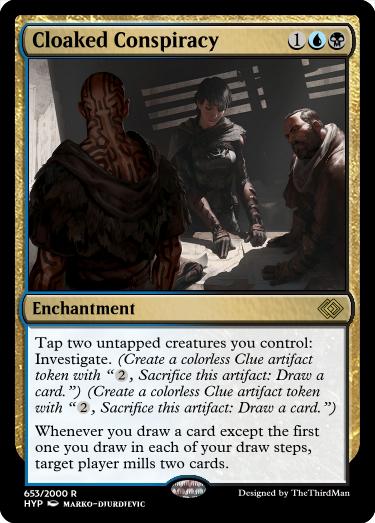 Cloaked Conspiracy 1
Enchantment
Tap two untapped creatures you control:
Investigate. (Create a colorless Clue artifact
token with “2, Sacrifice this artifact: Draw a
card.”) (Create a colorless Clue artifact
token with “2, Sacrifice this artifact: Draw a card.”)
Whenever you draw a card except the first
one you draw in each of your draw steps,
target player mills two cards.
653/2000 R
HYP MARKO-DJURDJEVIC Designed by TheThirdMan